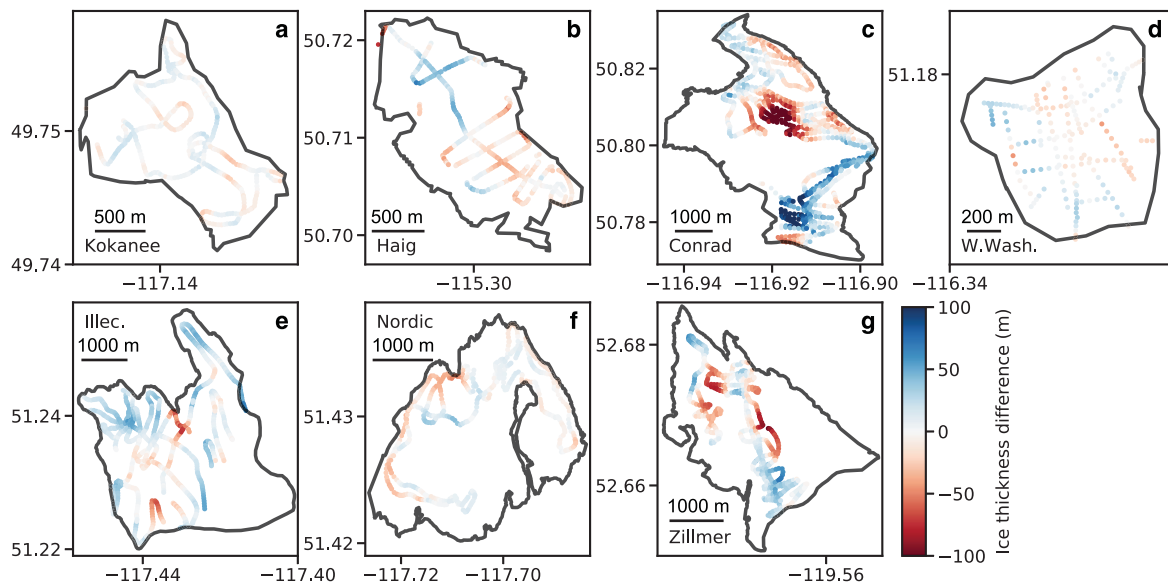 a
49.75
49.74
500 m
Kokanee
−117.14
b
50.72
50.71
50.70
500 m
Haig
−115.30
c
50.82
50.80
50.78
1000 m
Conrad
−116.94 −116.92 −116.90
d
51.18
200 m
W.Wash.
−116.34
Illec.
e
1000 m
51.24
51.22
−117.44 −117.40
Nordic
f
1000 m
51.43
51.42
−117.72 −117.70
g
52.68
52.66
1000 m
Zillmer
−119.56
100
50
0
−50
−100
Ice thickness difference (m)